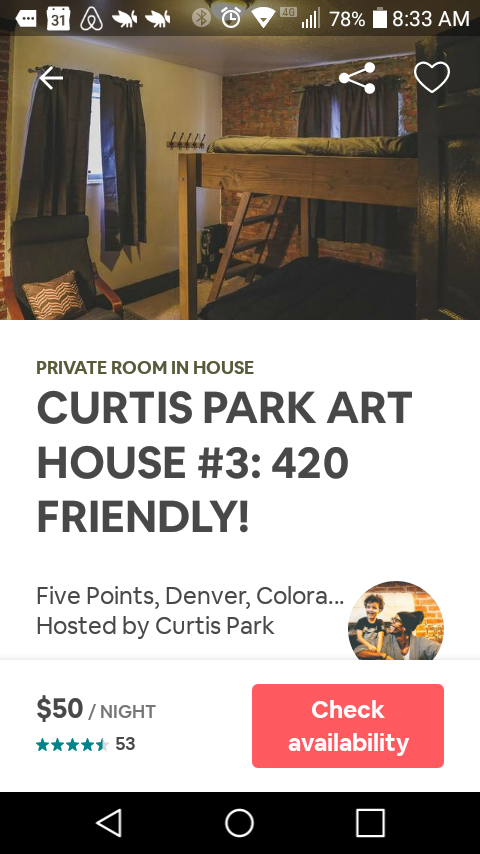 31 4G 78% 8:33 AM
PRIVATE ROOM IN HOUSE
CURTIS PARK ART
HOUSE #3: 420
FRIENDLY!
Five Points, Denver, Colora...
Hosted by Curtis Park
$50 / NIGHT
53
Check
availability